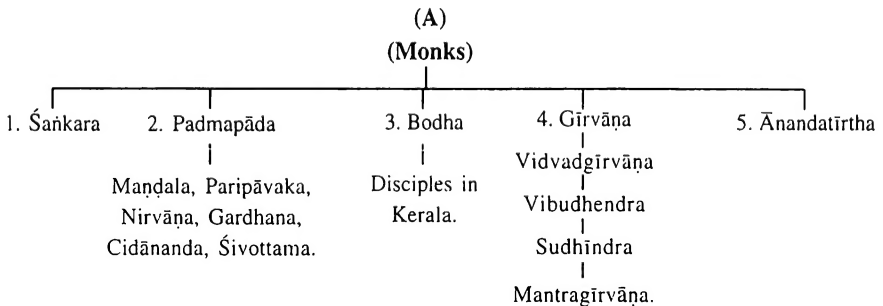 (A)
(Monks)
1. Śaṅkara 2. Padmapāda 3. Bodha 4. Gīrvāṇa 5. Ānandatīrtha
Maṇḍala, Paripāvaka,
Nirvāṇa, Gardhana,
Cidānanda, Śivottama.
Disciples in
Kerala.
Vidvadgīrvāṇa
Vibudhendra
Sudhīndra
Mantragīrvāṇa.